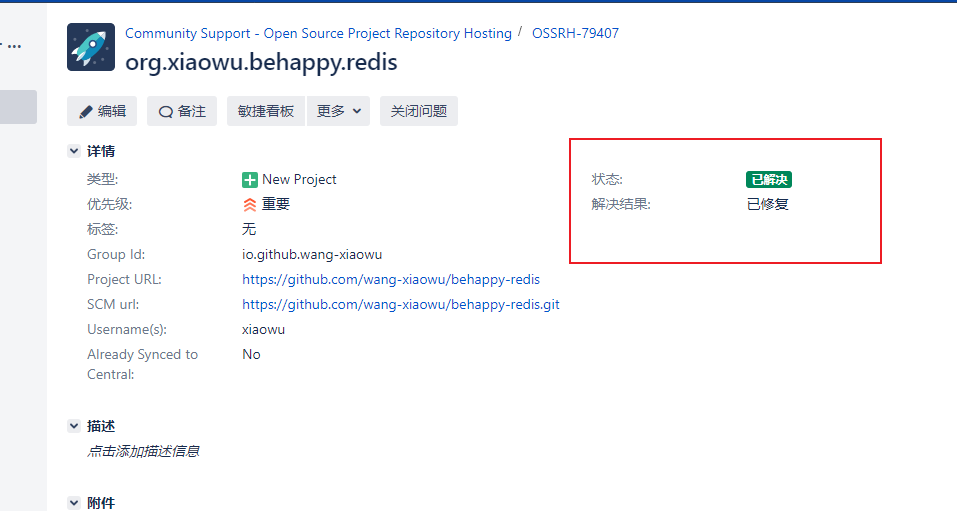 Community Support - Open Source Project Repository Hosting / OSSRH-79407
org.xiaowu.behappy.redis
编辑 备注 敏捷看板 更多 关闭问题
详情
类型: New Project
状态: 已解决
优先级: 重要
解决结果: 已修复
标签: 无
Group Id: io.github.wang-xiaowu
Project URL: https://github.com/wang-xiaowu/behappy-redis
SCM url: https://github.com/wang-xiaowu/behappy-redis.git
Username(s): xiaowu
Already Synced to No
Central:
描述
点击添加描述信息
附件